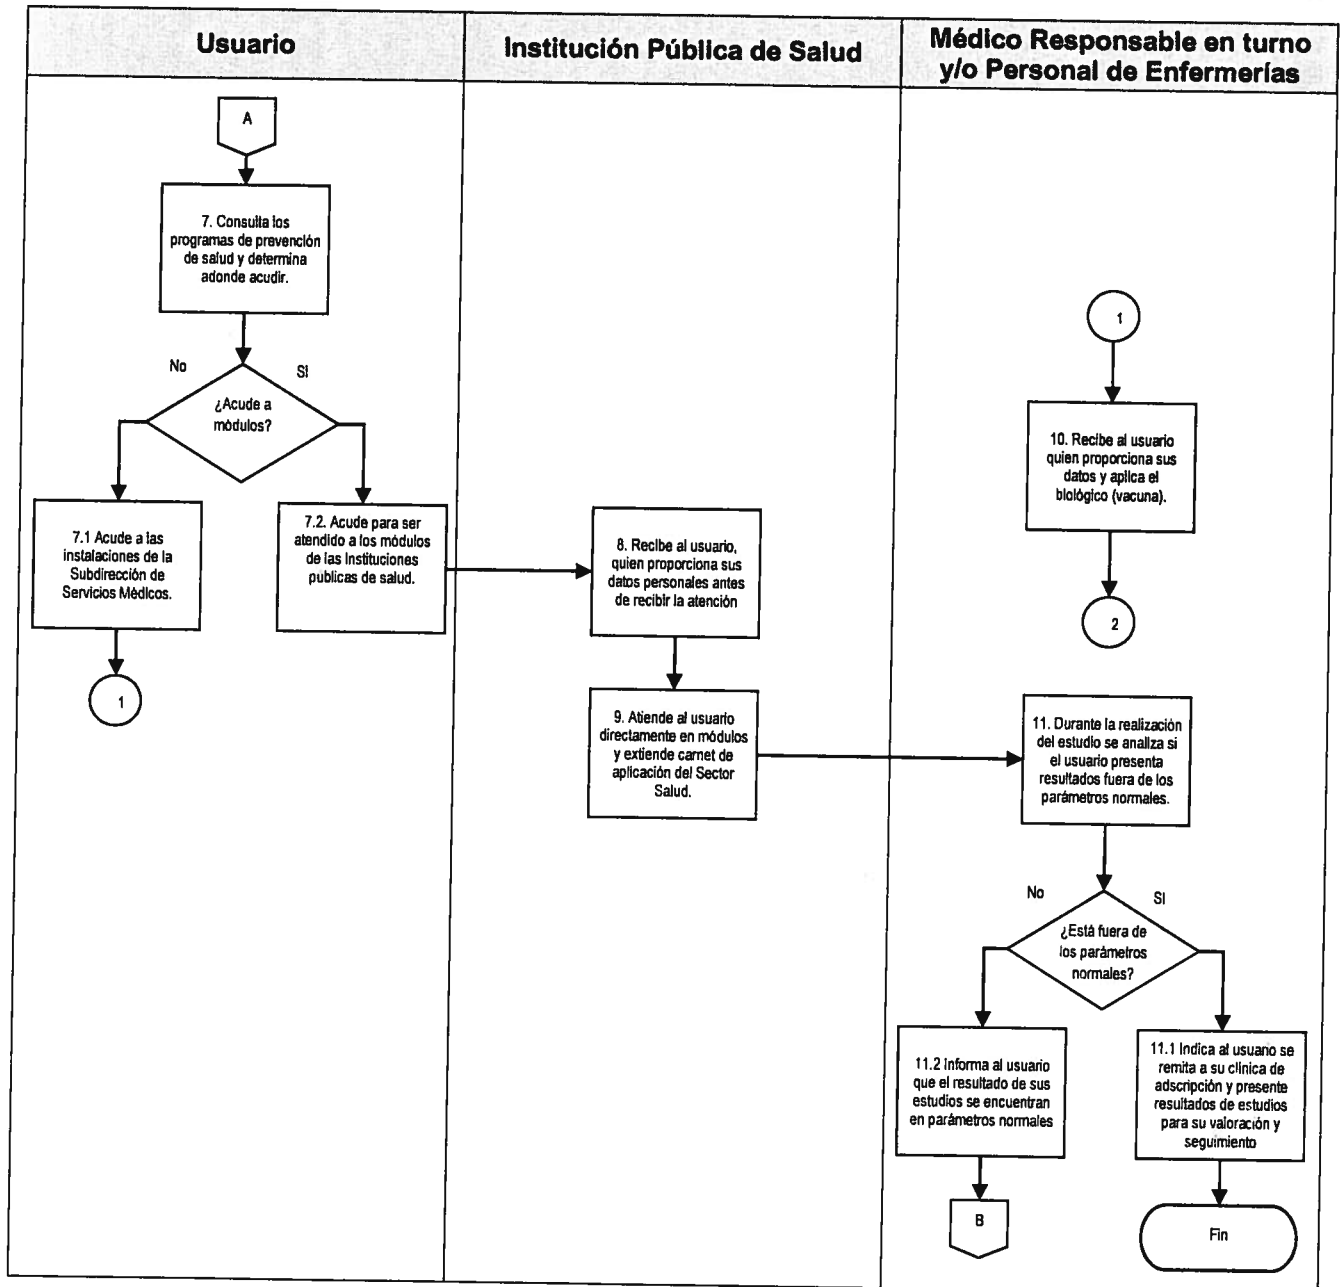 Usuario
Institución Pública de Salud
Médico Responsable en turno
y/o Personal de Enfermerías
A
7. Consulta los
programas de prevención
de salud y determina
adonde acudir.
No
SI
¿Acude a
módulos?
7.1 Acude a las
instalaciones de la
Subdirección de
Servicios Médicos.
1
7.2. Acude para ser
atendido a los módulos
de las Instituciones
publicas de salud.
8. Recibe al usuario,
quien proporciona sus
datos personales antes
de recibir la atención
9. Atiende al usuario
directamente en módulos
y extiende carnet de
aplicación del Sector
Salud.
1
10. Recibe al usuario
quien proporciona sus
datos y aplica el
biológico (vacuna).
2
11. Durante la realización
del estudio se analiza si
el usuario presenta
resultados fuera de los
parámetros normales.
No
SI
¿Está fuera de
los parámetros
normales?
11.2 Informa al usuario
que el resultado de sus
estudios se encuentran
en parámetros normales
B
11.1 Indica al usuario se
remita a su clínica de
adscripción y presente
resultados de estudios
para su valoración y
seguimiento
Fin